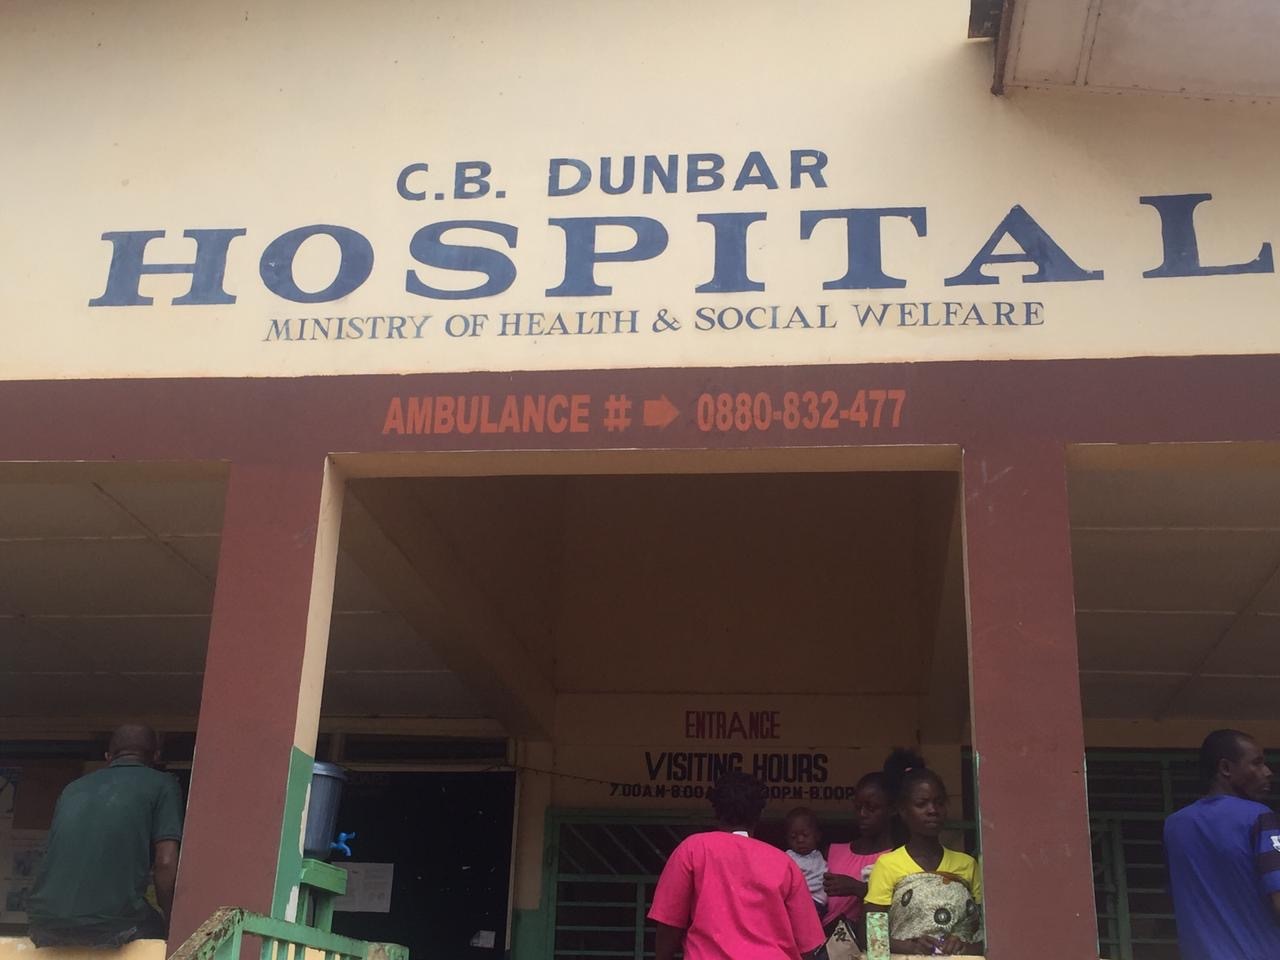 C.B. DUNBAR
HOSPITAL
MINISTRY OF HEALTH & SOCIAL WELFARE
AMBULANCE # 0880-832-477
ENTRANCE
VISITING HOURS